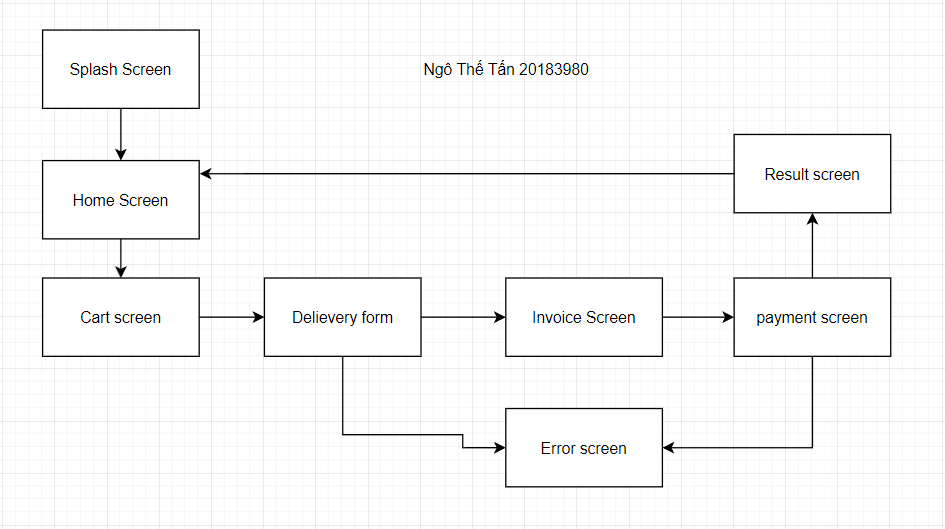 Splash Screen
Ngô Thế Tấn 20183980
Result screen
Home Screen
Cart screen
Delievery form
Invoice Screen
payment screen
Error screen